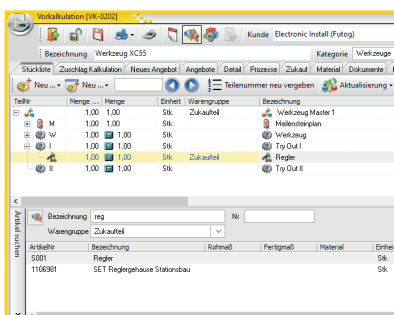 Vorkalkulation [VK-0202]
Kunde Electronic Install (Futog)
Bezeichnung Werkzeug XC55 Kategorie Werkzeuge
Stückliste Zuschlag Kalkulation Neues Angebot Angebote Detail Prozesse Zukauf Material Dokumente
Neu ... Neu ... Teilenummer neu vergeben Aktualisierung
TeilNr Menge ... Menge Einheit Warengruppe Bezeichnung
1,00 1,00 Stk Zukaufteil Werkzeug Master 1
M 1,00 1,00 Stk Meilensteinplan
W 1,00 1,00 Stk Werkzeug
I 1,00 1,00 Stk Try Out I
1,00 1,00 Stk Zukaufteil Regler
II 1,00 1,00 Stk Try Out II
Artikel suchen
Bezeichnung reg Nr
Warengruppe Zukaufteil
ArtikelNr Bezeichnung Rohmaß Fertigmaß Material Einhei
S001 Regler Stk
1106981 SET Reglergehäuse Stationsbau Stk